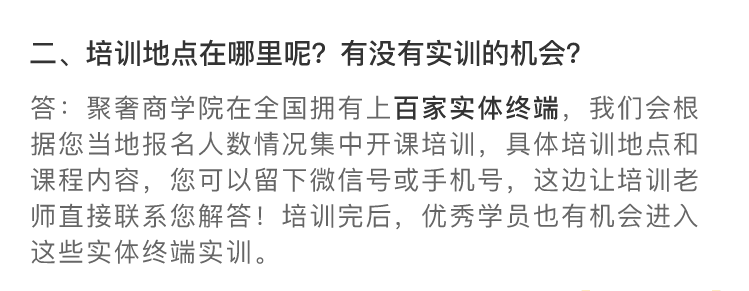 二、培训地点在哪里呢？有没有实训的机会？
答：聚奢商学院在全国拥有上百家实体终端，我们会根
据您当地报名人数情况集中开课培训，具体培训地点和
课程内容，您可以留下微信号或手机号，这边让培训老
师直接联系您解答！培训完后，优秀学员也有机会进入
这些实体终端实训。